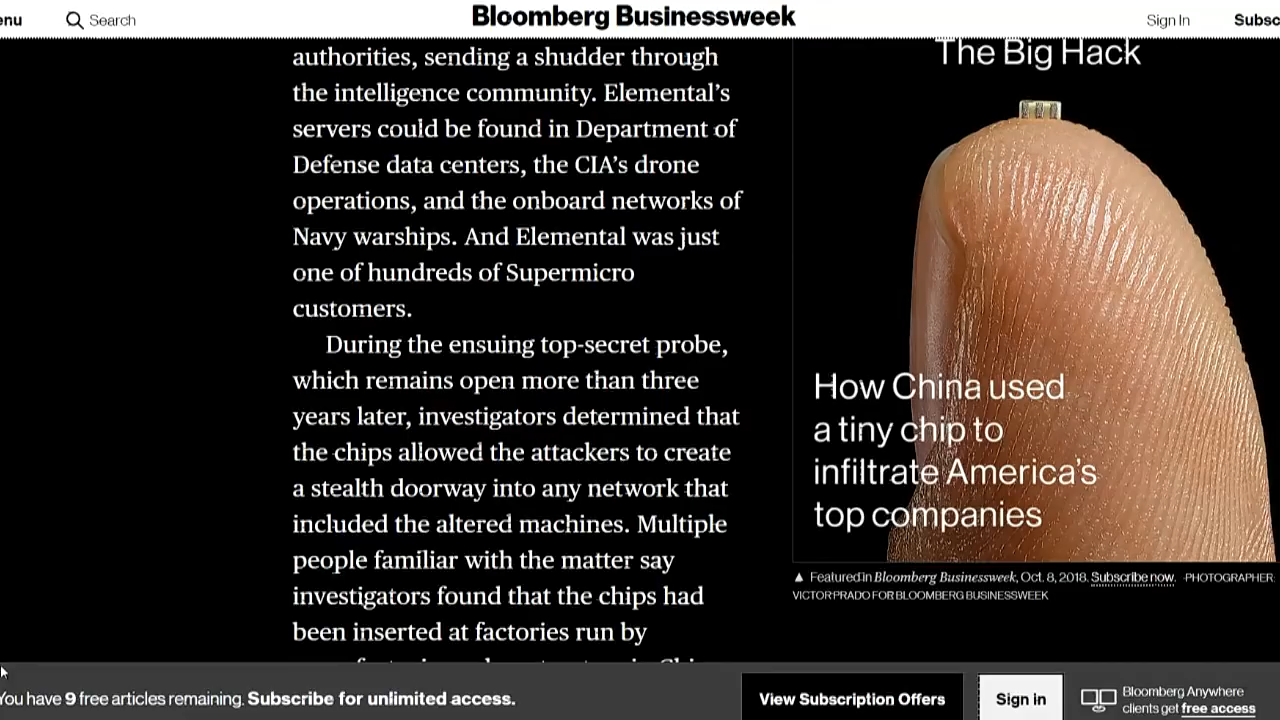 enu
Search
Bloomberg Businessweek
Sign In
Subsc
authorities, sending a shudder through
the intelligence community. Elemental’s
servers could be found in Department of
Defense data centers, the CIA’s drone
operations, and the onboard networks of
Navy warships. And Elemental was just
one of hundreds of Supermicro
customers.
During the ensuing top-secret probe,
which remains open more than three
years later, investigators determined that
the chips allowed the attackers to create
a stealth doorway into any network that
included the altered machines. Multiple
people familiar with the matter say
investigators found that the chips had
been inserted at factories run by
The Big Hack
How China used
a tiny chip to
infiltrate America’s
top companies
▲ Featured in Bloomberg Businessweek, Oct. 8, 2018. Subscribe now. PHOTOGRAPHER:
VICTOR PRADO FOR BLOOMBERG BUSINESSWEEK
You have 9 free articles remaining. Subscribe for unlimited access.
View Subscription Offers
Sign in
Bloomberg Anywhere
clients get free access